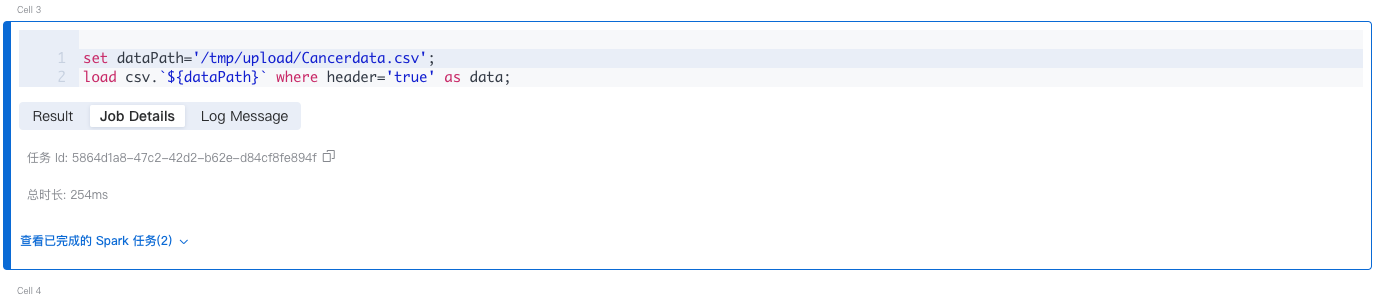 Cell 3
1 set dataPath='/tmp/upload/Cancerdata.csv';
2 load csv.`${dataPath}` where header='true' as data;
Result Job Details Log Message
任务 Id: 5864d1a8-47c2-42d2-b62e-d84cf8fe894f
总时长: 254ms
查看已完成的 Spark 任务(2)
Cell 4